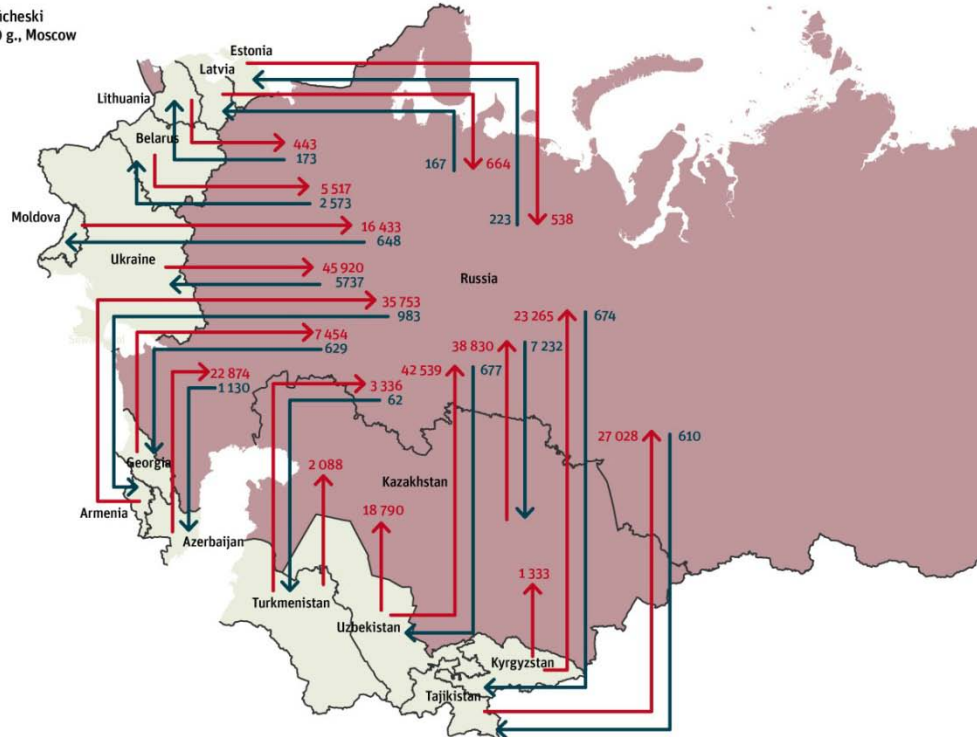 icheski
) g., Moscow
Estonia
Latvia
Lithuania
Belarus
443
173
167
664
5 517
2 573
223
538
Moldova
16 433
648
Ukraine
45 920
5737
Russia
35 753
983
23 265
674
7 454
629
38 830
7 232
22 874
1 130
3 336
62
42 539
677
27 028
610
Georgia
2 088
Kazakhstan
Armenia
18 790
Azerbaijan
1 333
Turkmenistan
Uzbekistan
Kyrgyzstan
Tajikistan